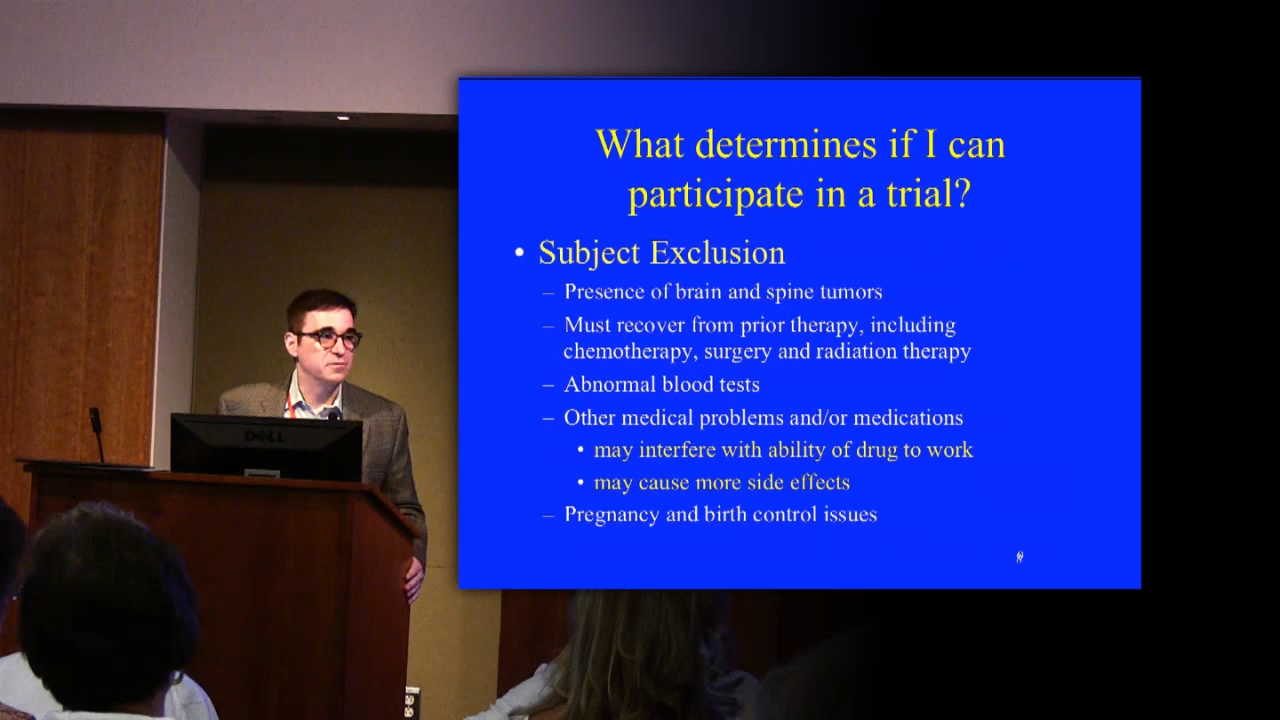 What determines if I can
participate in a trial?
• Subject Exclusion
– Presence of brain and spine tumors
– Must recover from prior therapy, including
chemotherapy, surgery and radiation therapy
– Abnormal blood tests
– Other medical problems and/or medications
• may interfere with ability of drug to work
• may cause more side effects
– Pregnancy and birth control issues
DELL